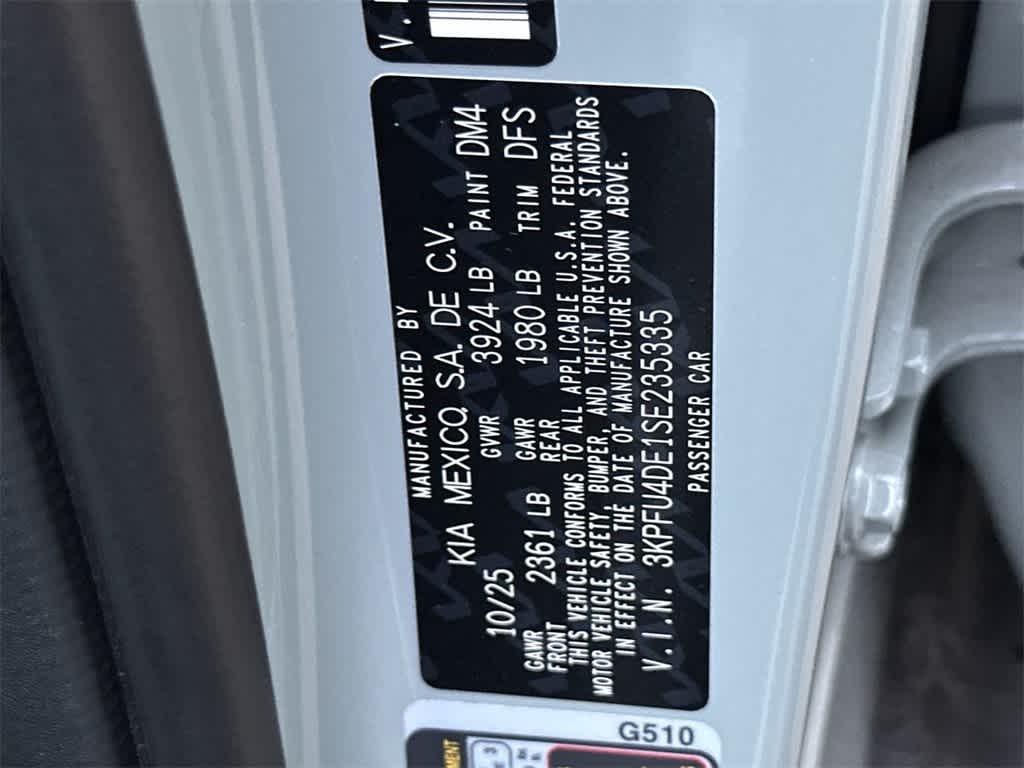 MANUFACTURED BY
KIA MEXICO, S.A. DE C.V.
10/25 GVWR 3924 LB PAINT DM4
GAWR FRONT 2361 LB GAWR REAR 1980 LB TRIM DFS
THIS VEHICLE CONFORMS TO ALL APPLICABLE U.S.A. FEDERAL
MOTOR VEHICLE SAFETY, BUMPER, AND THEFT PREVENTION STANDARDS
IN EFFECT ON THE DATE OF MANUFACTURE SHOWN ABOVE.
V.I.N. 3KPFU4DE1SE235335
PASSENGER CAR
G510